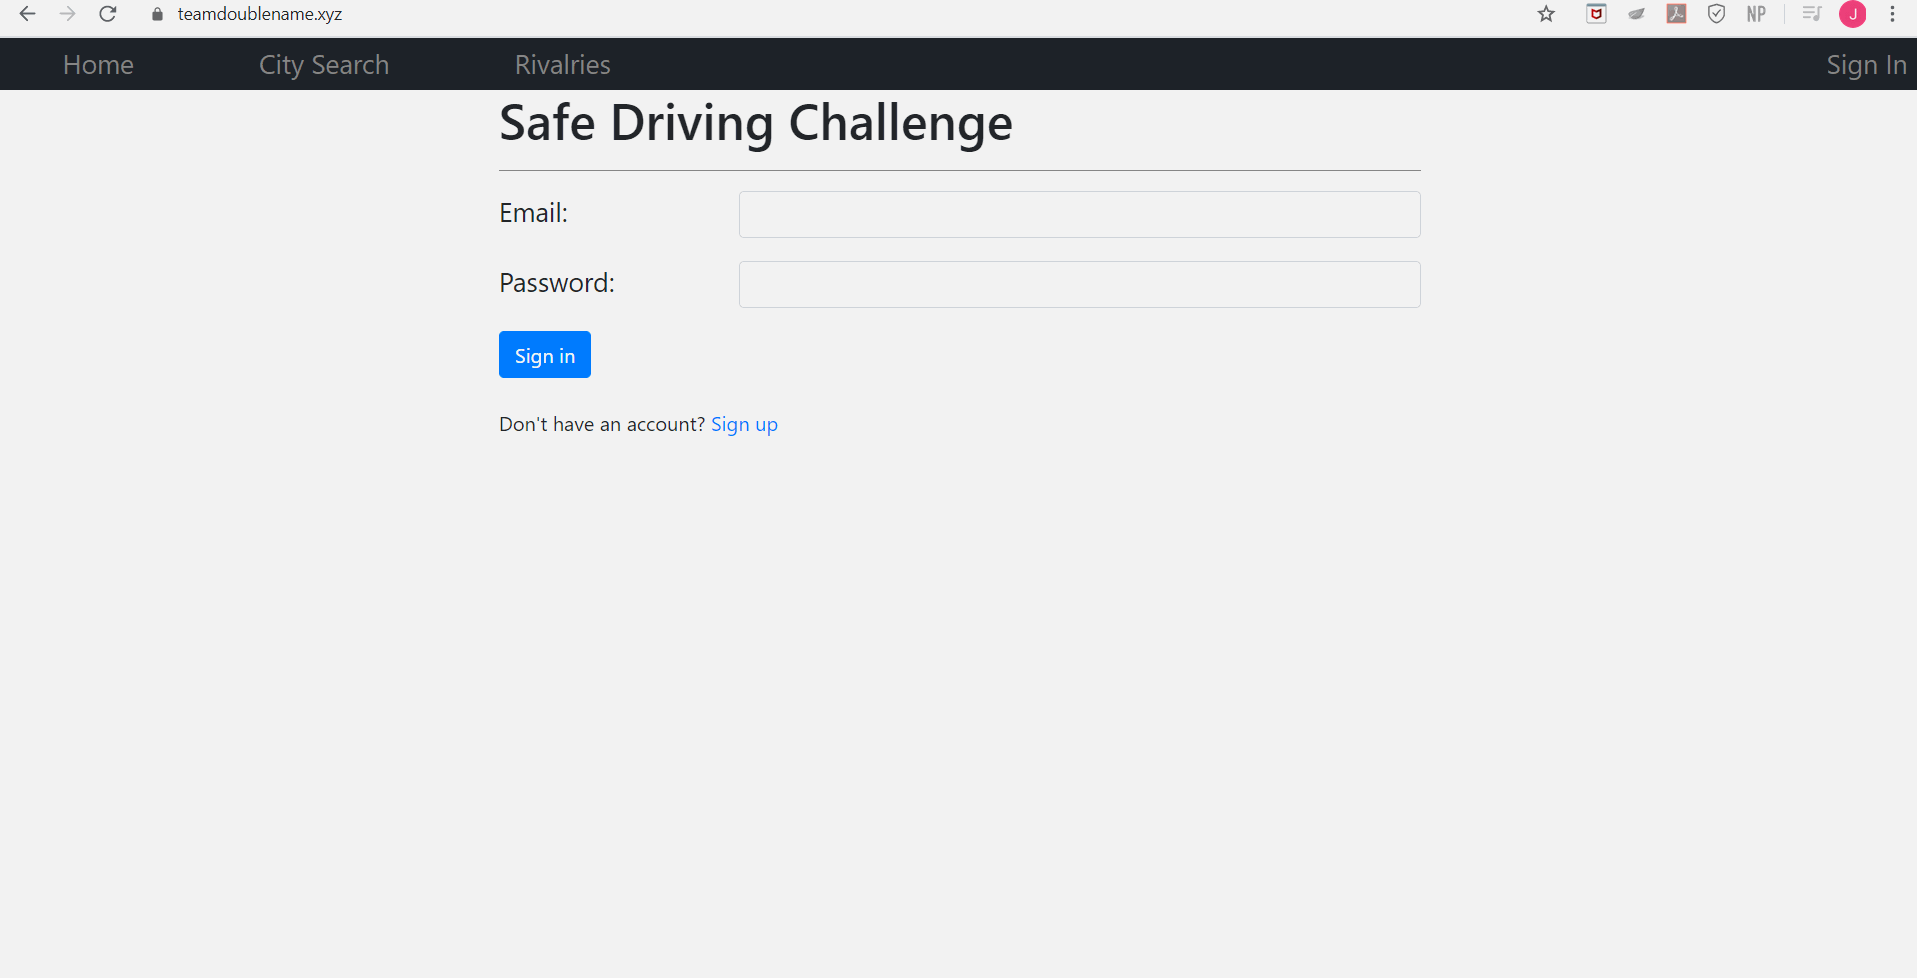 teamdoublename.xyz
NP
J
Home City Search Rivalries Sign In
Safe Driving Challenge
Email:
Password:
Sign in
Don't have an account? Sign up